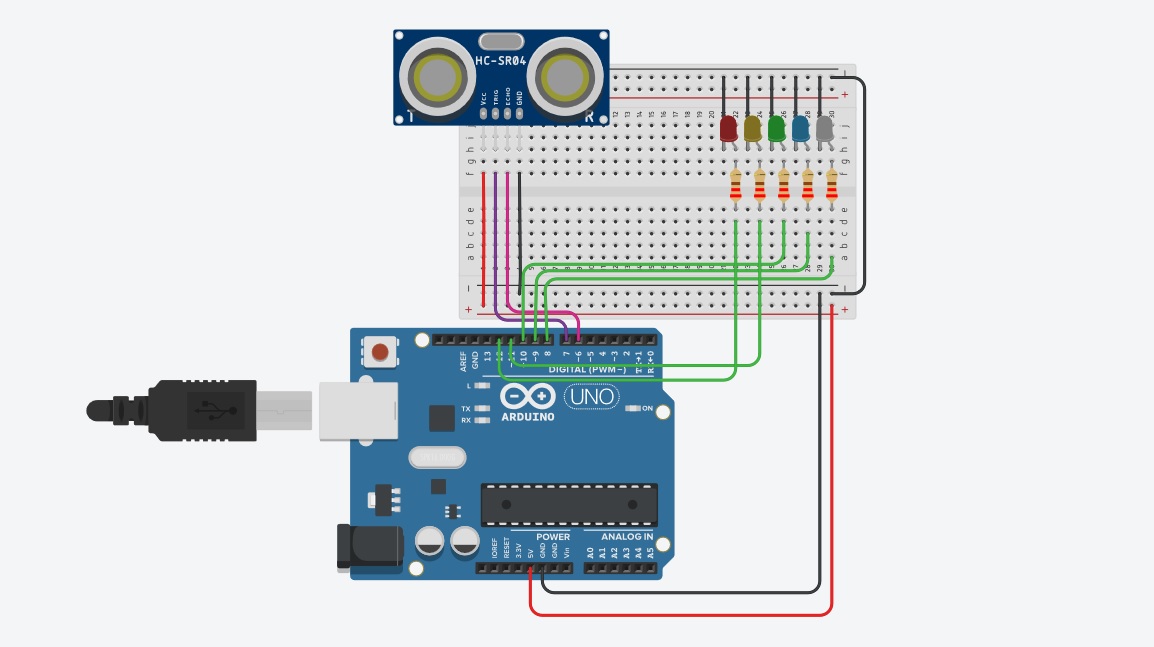 HC-SR04
VCC
TRIG
ECHO
GND
T
R
AREF
GND
13
10
9
8
7
~6
~5
4
~3
2
TX→1
RX←0
DIGITAL (PWM~)
L
TX
RX
ARDUINO
UNO
ON
POWER
ANALOG IN
IOREF
RESET
3.3V
5V
GND
GND
Vin
A0
A1
A2
A3
A4
A5